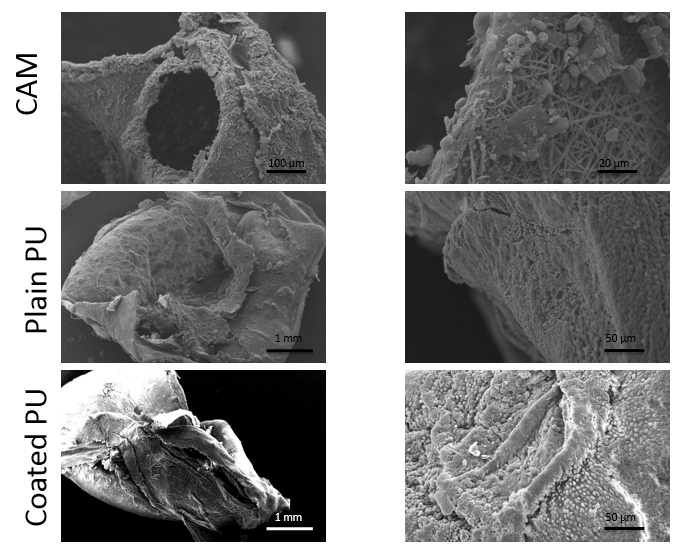 CAM
100 µm
20 µm
Plain PU
1 mm
50 µm
Coated PU
1 mm
50 µm